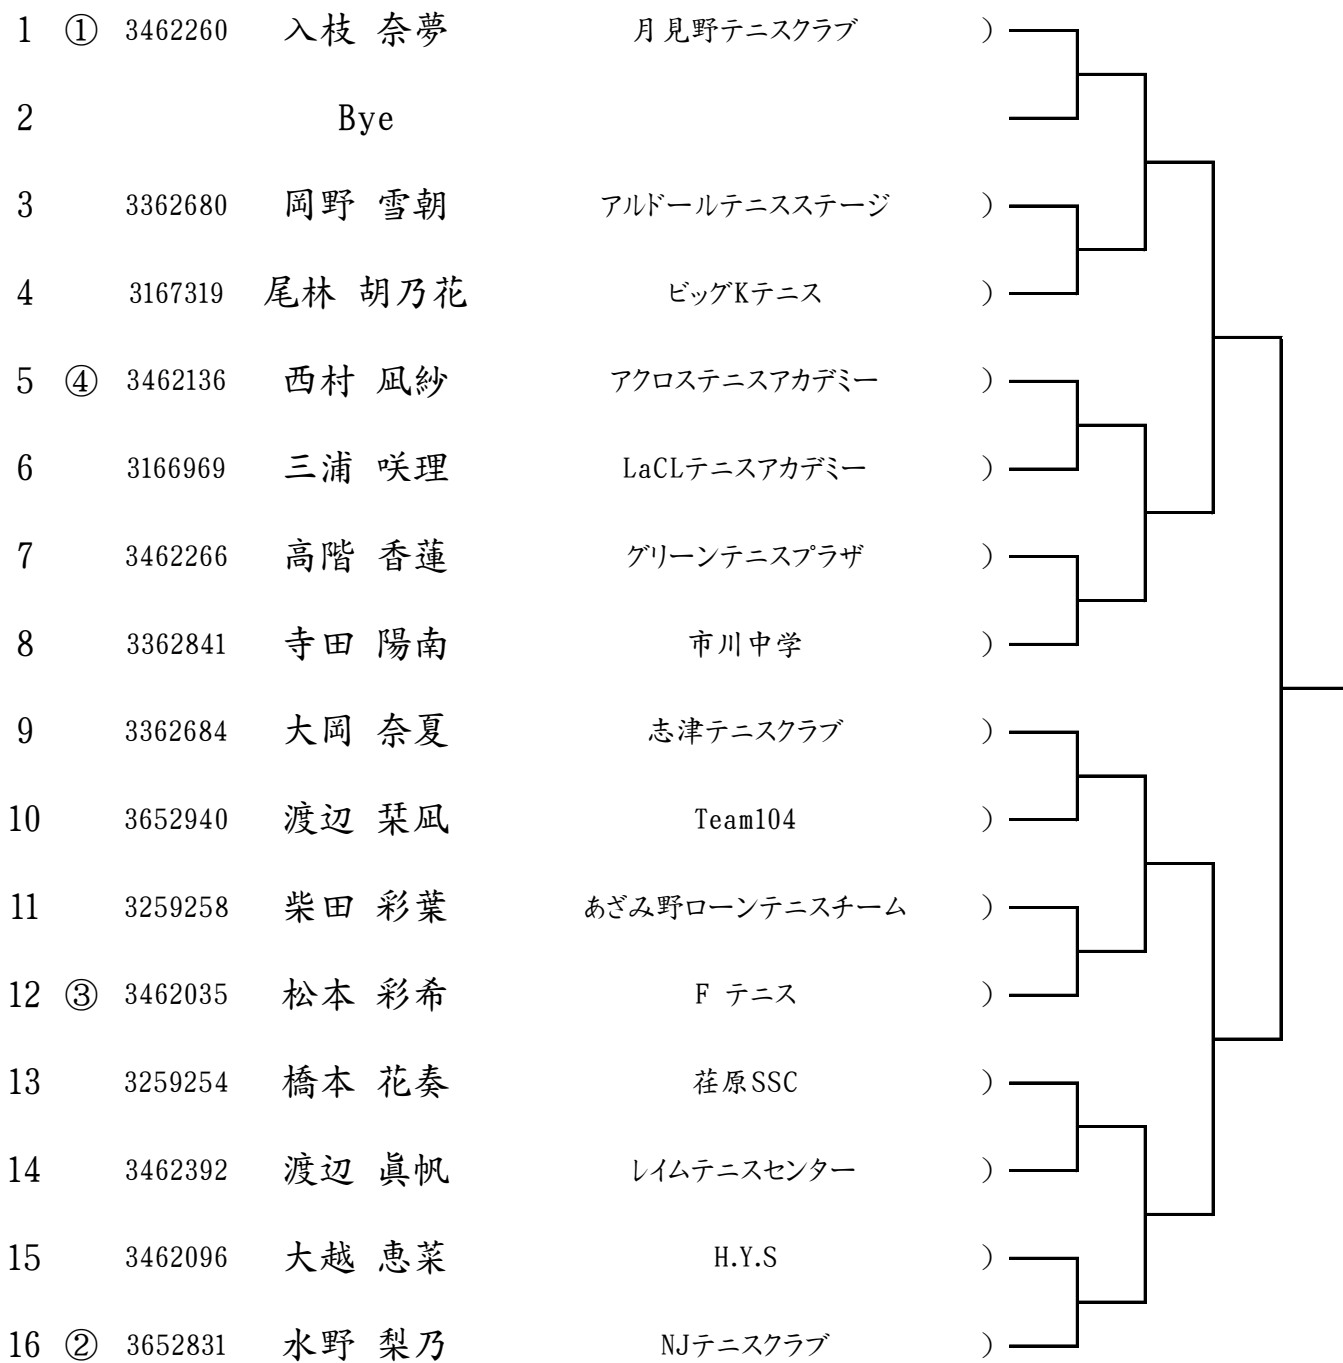 1 ① 3462260 入枝 奈夢 月見野テニスクラブ )
2 Bye
3 3362680 岡野 雪朝 アルドールテニスステージ )
4 3167319 尾林 胡乃花 ビッグKテニス )
5 ④ 3462136 西村 凪紗 アクロステニスアカデミー )
6 3166969 三浦 咲理 LaCLテニスアカデミー )
7 3462266 高階 香蓮 グリーンテニスプラザ )
8 3362841 寺田 陽南 市川中学 )
9 3362684 大岡 奈夏 志津テニスクラブ )
10 3652940 渡辺 栞凪 Team104 )
11 3259258 柴田 彩葉 あざみ野ローンテニスチーム )
12 ③ 3462035 松本 彩希 F テニス )
13 3259254 橋本 花奏 荏原SSC )
14 3462392 渡辺 眞帆 レイムテニスセンター )
15 3462096 大越 恵菜 H.Y.S )
16 ② 3652831 水野 梨乃 NJテニスクラブ )